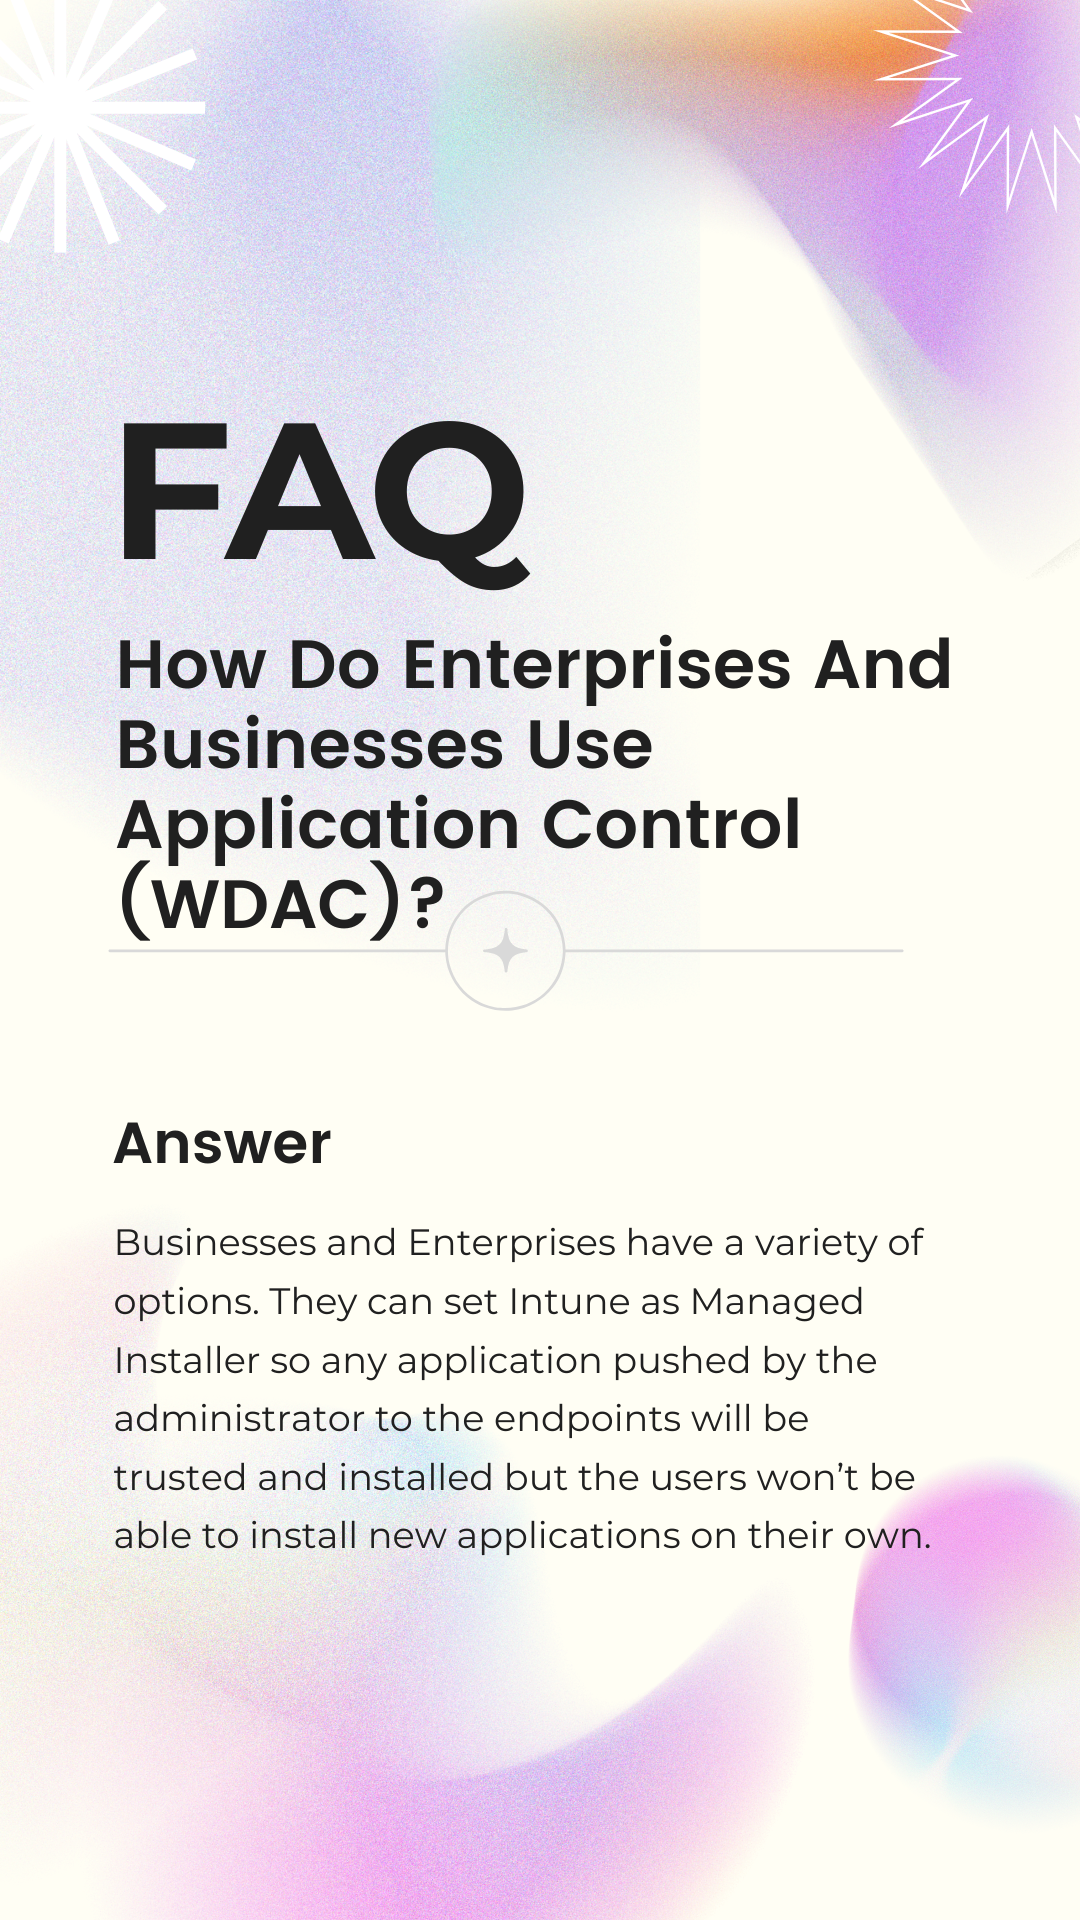 FAQ
How Do Enterprises And
Businesses Use
Application Control
(WDAC)?
Answer
Businesses and Enterprises have a variety of
options. They can set Intune as Managed
Installer so any application pushed by the
administrator to the endpoints will be
trusted and installed but the users won’t be
able to install new applications on their own.